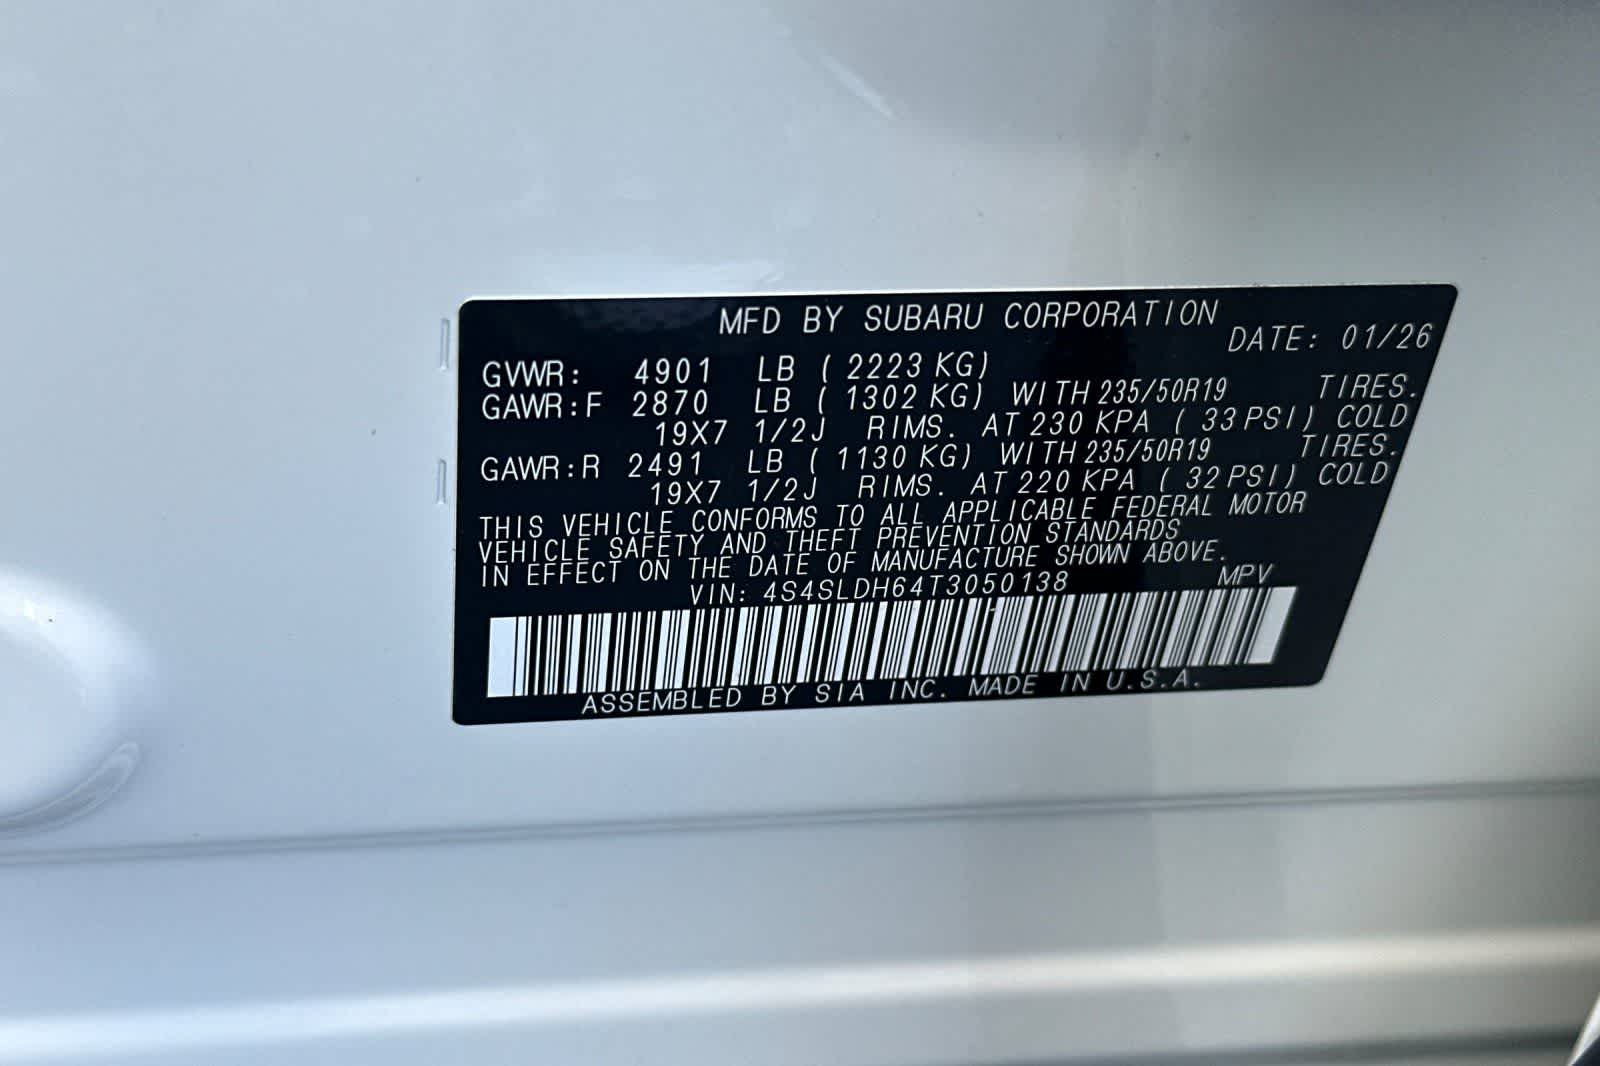 MFD BY SUBARU CORPORATION
DATE: 01/26
GVWR: 4901 LB ( 2223 KG)
GAWR:F 2870 LB ( 1302 KG) WITH 235/50R19 TIRES.
19X7 1/2J RIMS. AT 230 KPA ( 33 PSI) COLD
GAWR:R 2491 LB ( 1130 KG) WITH 235/50R19 TIRES.
19X7 1/2J RIMS. AT 220 KPA ( 32 PSI) COLD
THIS VEHICLE CONFORMS TO ALL APPLICABLE FEDERAL MOTOR
VEHICLE SAFETY AND THEFT PREVENTION STANDARDS
IN EFFECT ON THE DATE OF MANUFACTURE SHOWN ABOVE.
VIN: 4S4SLDH64T3050138 MPV
ASSEMBLED BY SIA INC. MADE IN U.S.A.